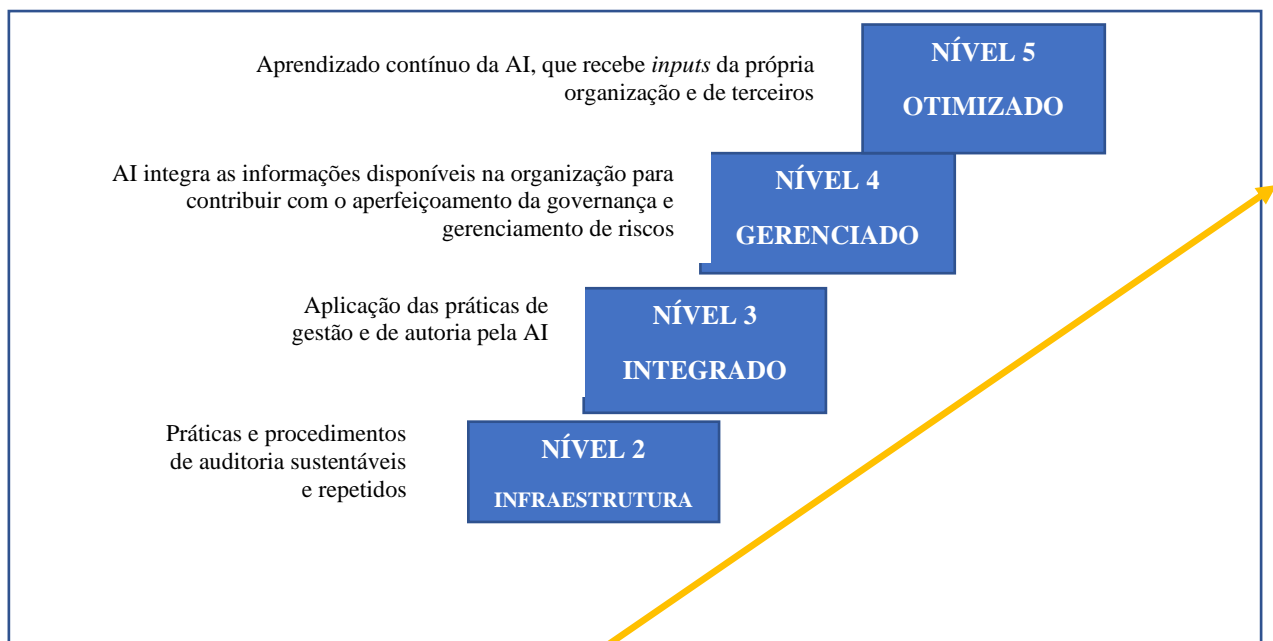 Aprendizado contínuo da AI, que recebe inputs da própria
organização e de terceiros
NÍVEL 5
OTIMIZADO
AI integra as informações disponíveis na organização para
contribuir com o aperfeiçoamento da governança e
gerenciamento de riscos
NÍVEL 4
GERENCIADO
Aplicação das práticas de
gestão e de autoria pela AI
NÍVEL 3
INTEGRADO
Práticas e procedimentos
de auditoria sustentáveis
e repetidos
NÍVEL 2
INFRAESTRUTURA